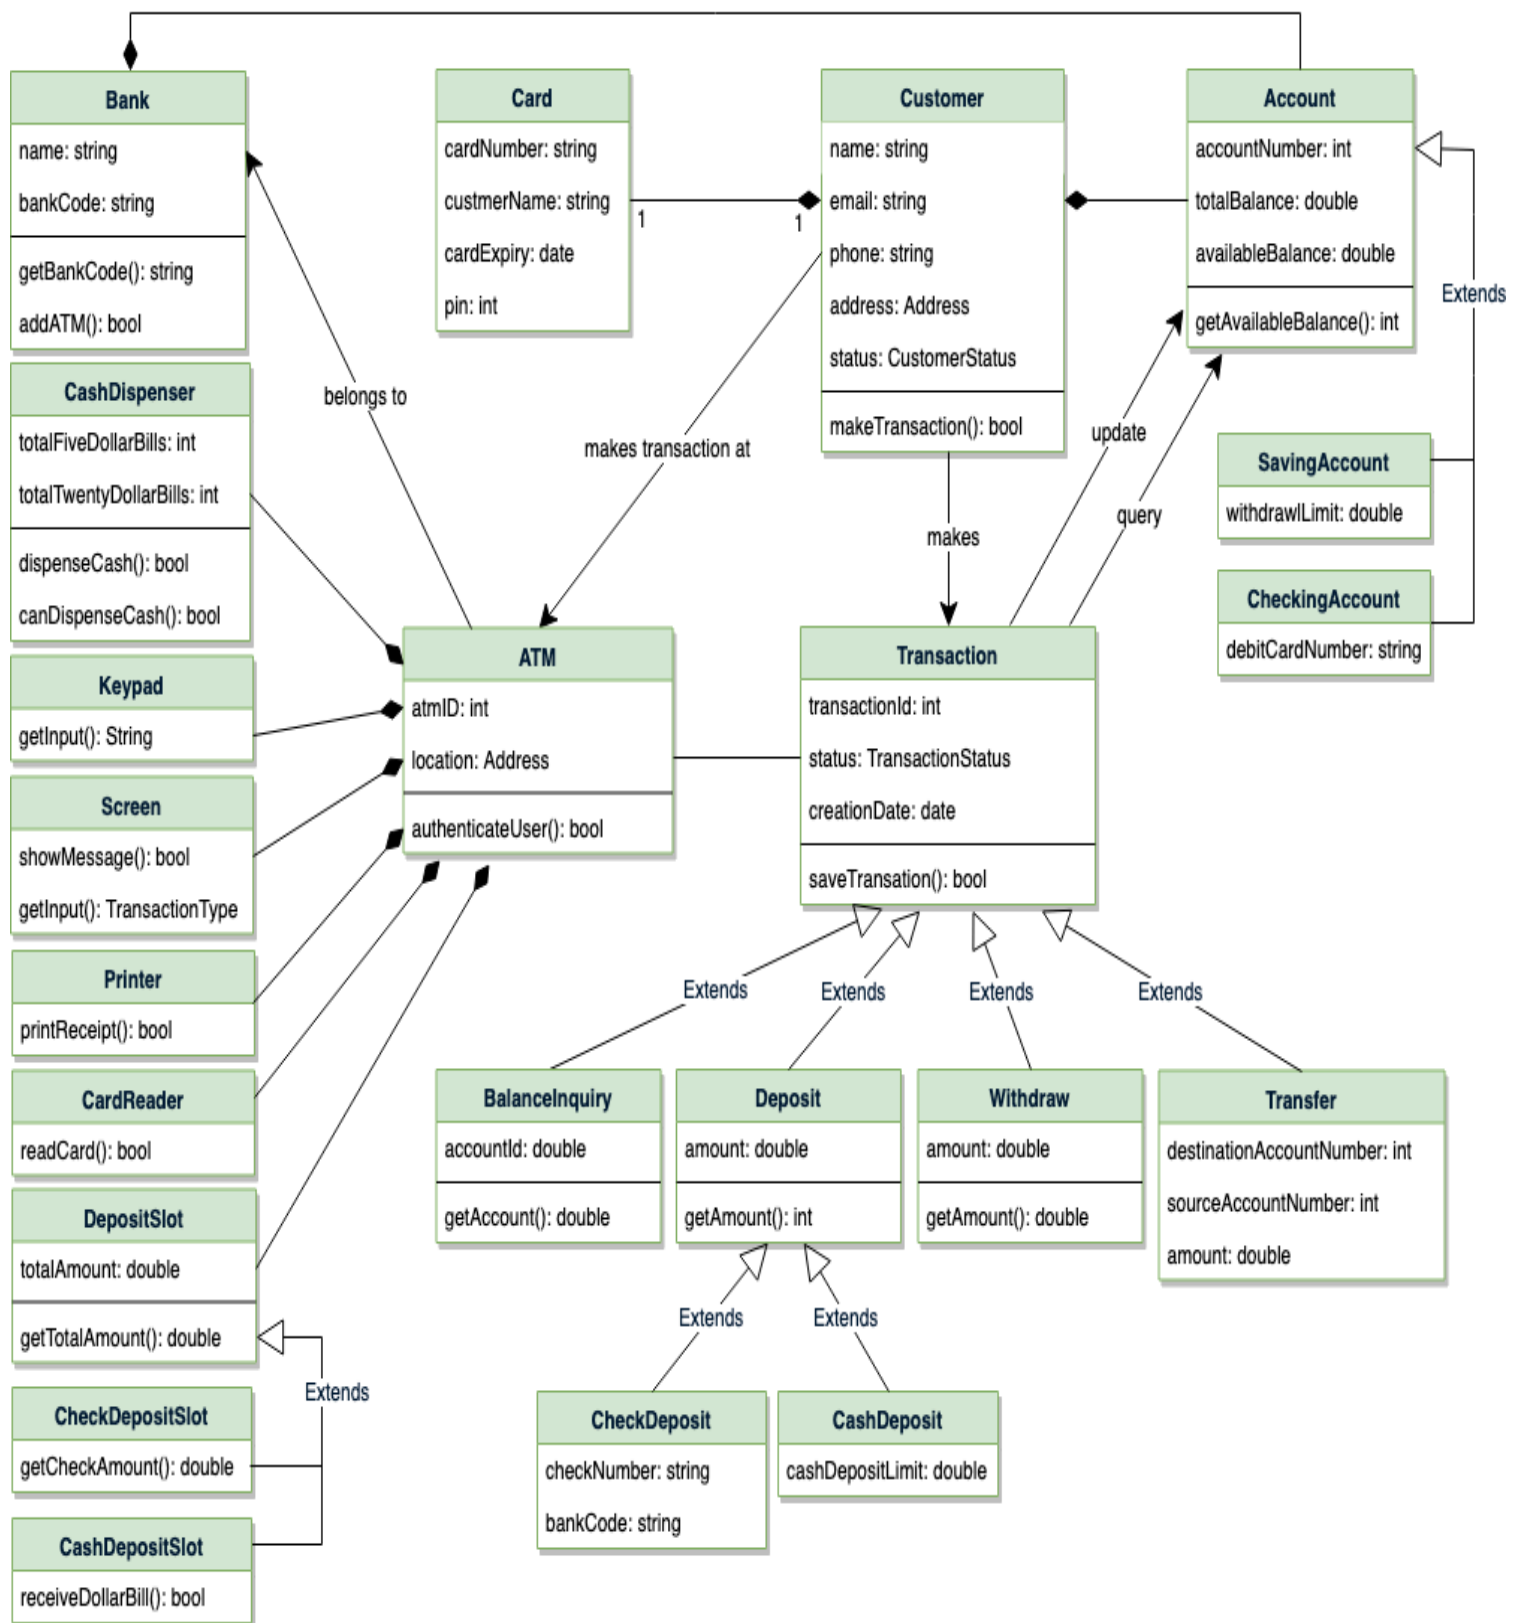 Bank
name: string
bankCode: string
getBankCode(): string
addATM(): bool
Card
cardNumber: string
custmerName: string
cardExpiry: date
pin: int
1
1
Customer
name: string
email: string
phone: string
address: Address
status: CustomerStatus
makeTransaction(): bool
Account
accountNumber: int
totalBalance: double
availableBalance: double
getAvailableBalance(): int
Extends
belongs to
makes transaction at
makes
update
query
SavingAccount
withdrawlLimit: double
CheckingAccount
debitCardNumber: string
CashDispenser
totalFiveDollarBills: int
totalTwentyDollarBills: int
dispenseCash(): bool
canDispenseCash(): bool
Keypad
getInput(): String
Screen
showMessage(): bool
getInput(): TransactionType
Printer
printReceipt(): bool
CardReader
readCard(): bool
DepositSlot
totalAmount: double
getTotalAmount(): double
Extends
CheckDepositSlot
getCheckAmount(): double
CashDepositSlot
receiveDollarBill(): bool
ATM
atmID: int
location: Address
authenticateUser(): bool
Transaction
transactionId: int
status: TransactionStatus
creationDate: date
saveTransation(): bool
Extends
Extends
Extends
Extends
BalanceInquiry
accountId: double
getAccount(): double
Deposit
amount: double
getAmount(): int
Withdraw
amount: double
getAmount(): double
Transfer
destinationAccountNumber: int
sourceAccountNumber: int
amount: double
Extends
Extends
CheckDeposit
checkNumber: string
bankCode: string
CashDeposit
cashDepositLimit: double